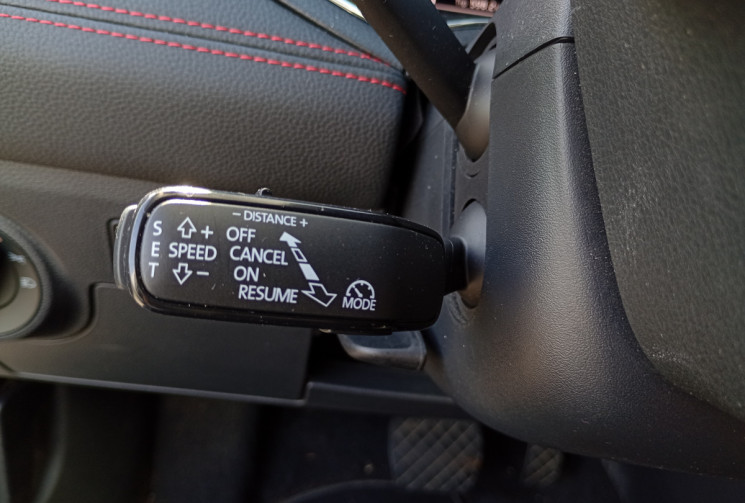 − DISTANCE +
S E T
+
SPEED
−
OFF
CANCEL
ON
RESUME
MODE